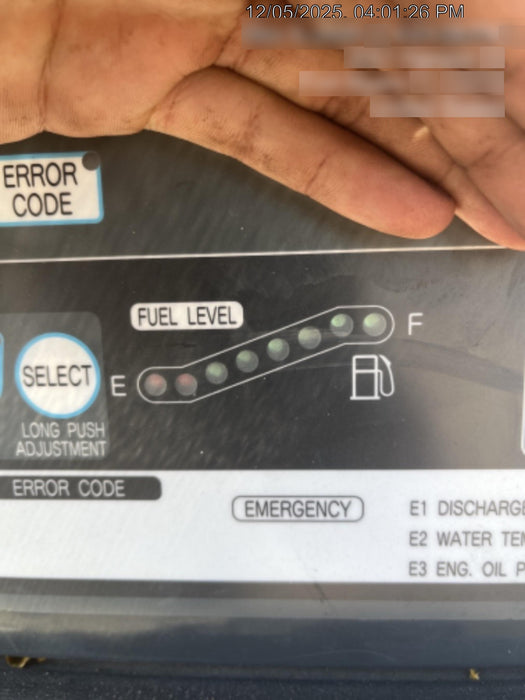 12/05/2025. 04:01:26 PM
ERROR
CODE
FUEL LEVEL
F
SELECT
E
LONG PUSH
ADJUSTMENT
ERROR CODE
EMERGENCY
E1 DISCHARGE
E2 WATER TEM
E3 ENG. OIL P